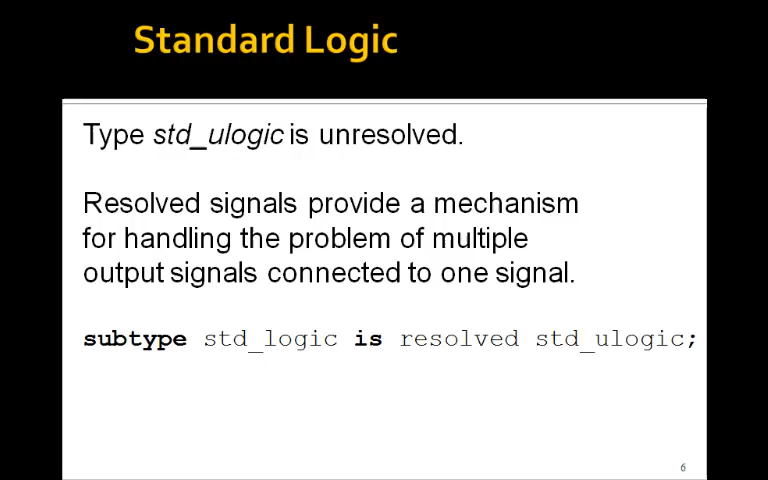 Standard Logic
Type std_ulogic is unresolved.
Resolved signals provide a mechanism
for handling the problem of multiple
output signals connected to one signal.
subtype std_logic is resolved std_ulogic;
6